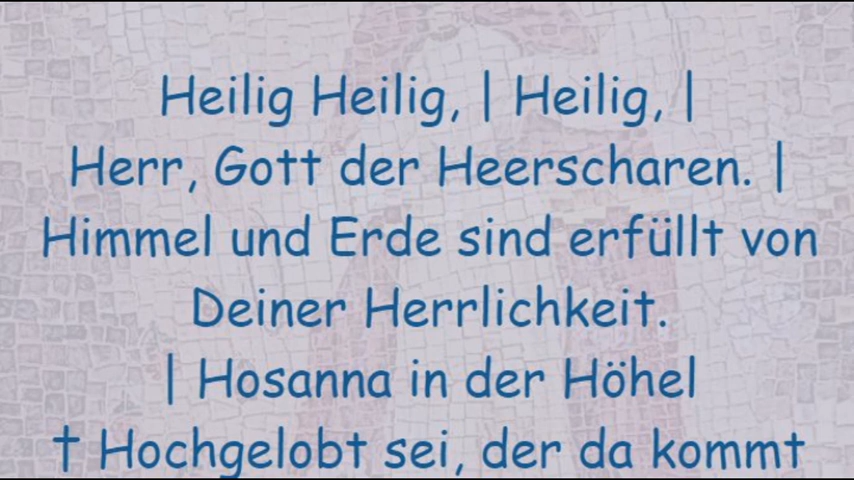 Heilig Heilig, | Heilig, |
Herr, Gott der Heerscharen. |
Himmel und Erde sind erfüllt von
Deiner Herrlichkeit.
| Hosanna in der Höhel
† Hochgelobt sei, der da kommt